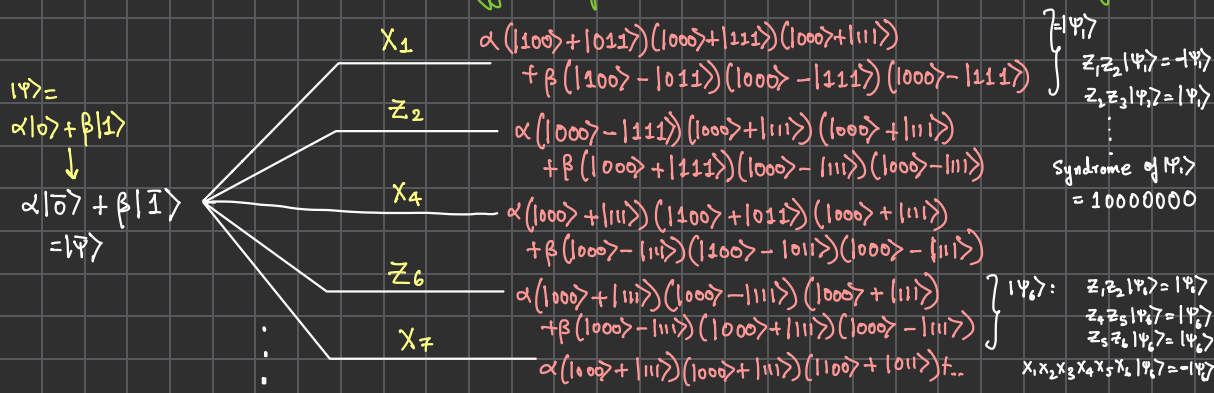 |ψ⟩=
α|0⟩+β|1⟩
↓
α|0̅⟩+β|1̅⟩
=|ψ̅⟩
X₁
α(|100⟩+|011⟩)(|000⟩+|111⟩)(|000⟩+|111⟩)
+β(|100⟩-|011⟩)(|000⟩-|111⟩)(|000⟩-|111⟩)
Z₂
α(|000⟩-|111⟩)(|000⟩+|111⟩)(|000⟩+|111⟩)
+β(|000⟩+|111⟩)(|000⟩-|111⟩)(|000⟩-|111⟩)
X₄
α(|000⟩+|111⟩)(|100⟩+|011⟩)(|000⟩+|111⟩)
+β(|000⟩-|111⟩)(|100⟩-|011⟩)(|000⟩-|111⟩)
Z₆
α(|000⟩+|111⟩)(|000⟩-|111⟩)(|000⟩+|111⟩)
+β(|000⟩-|111⟩)(|000⟩+|111⟩)(|000⟩-|111⟩)
X₇
α(|000⟩+|111⟩)(|000⟩+|111⟩)(|100⟩+|011⟩)+...
=|ψ₁⟩
Z₁Z₂|ψ₁⟩=-|ψ₁⟩
Z₂Z₃|ψ₁⟩=|ψ₁⟩
⋮
Syndrome of |ψ₁⟩
= 10000000
|ψ₆⟩: Z₁Z₂|ψ₆⟩=|ψ₆⟩
Z₄Z₅|ψ₆⟩=|ψ₆⟩
Z₅Z₆|ψ₆⟩=|ψ₆⟩
X₁X₂X₃X₄X₅X₆|ψ₆⟩=-|ψ₆⟩